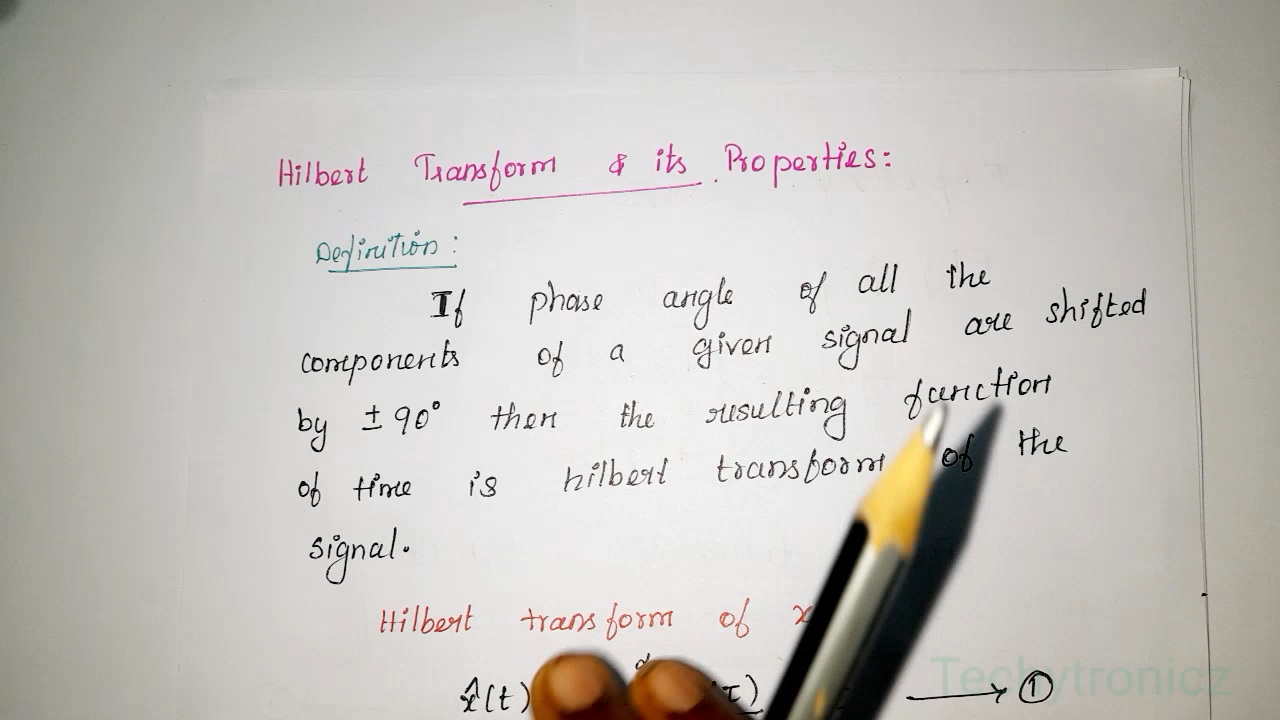 Hilbert Transform & its Properties:
Definition:
If phase angle of all the
components of a given signal are shifted
by ± 90° then the resulting function
of time is hilbert transform of the
signal.
Hilbert transform of x
x̂(t) τ) → ①
Techytronicz